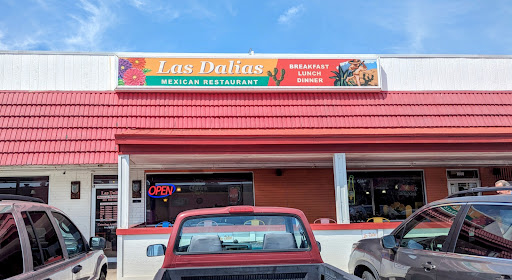 Las Dalias
MEXICAN RESTAURANT
BREAKFAST
LUNCH
DINNER
OPEN